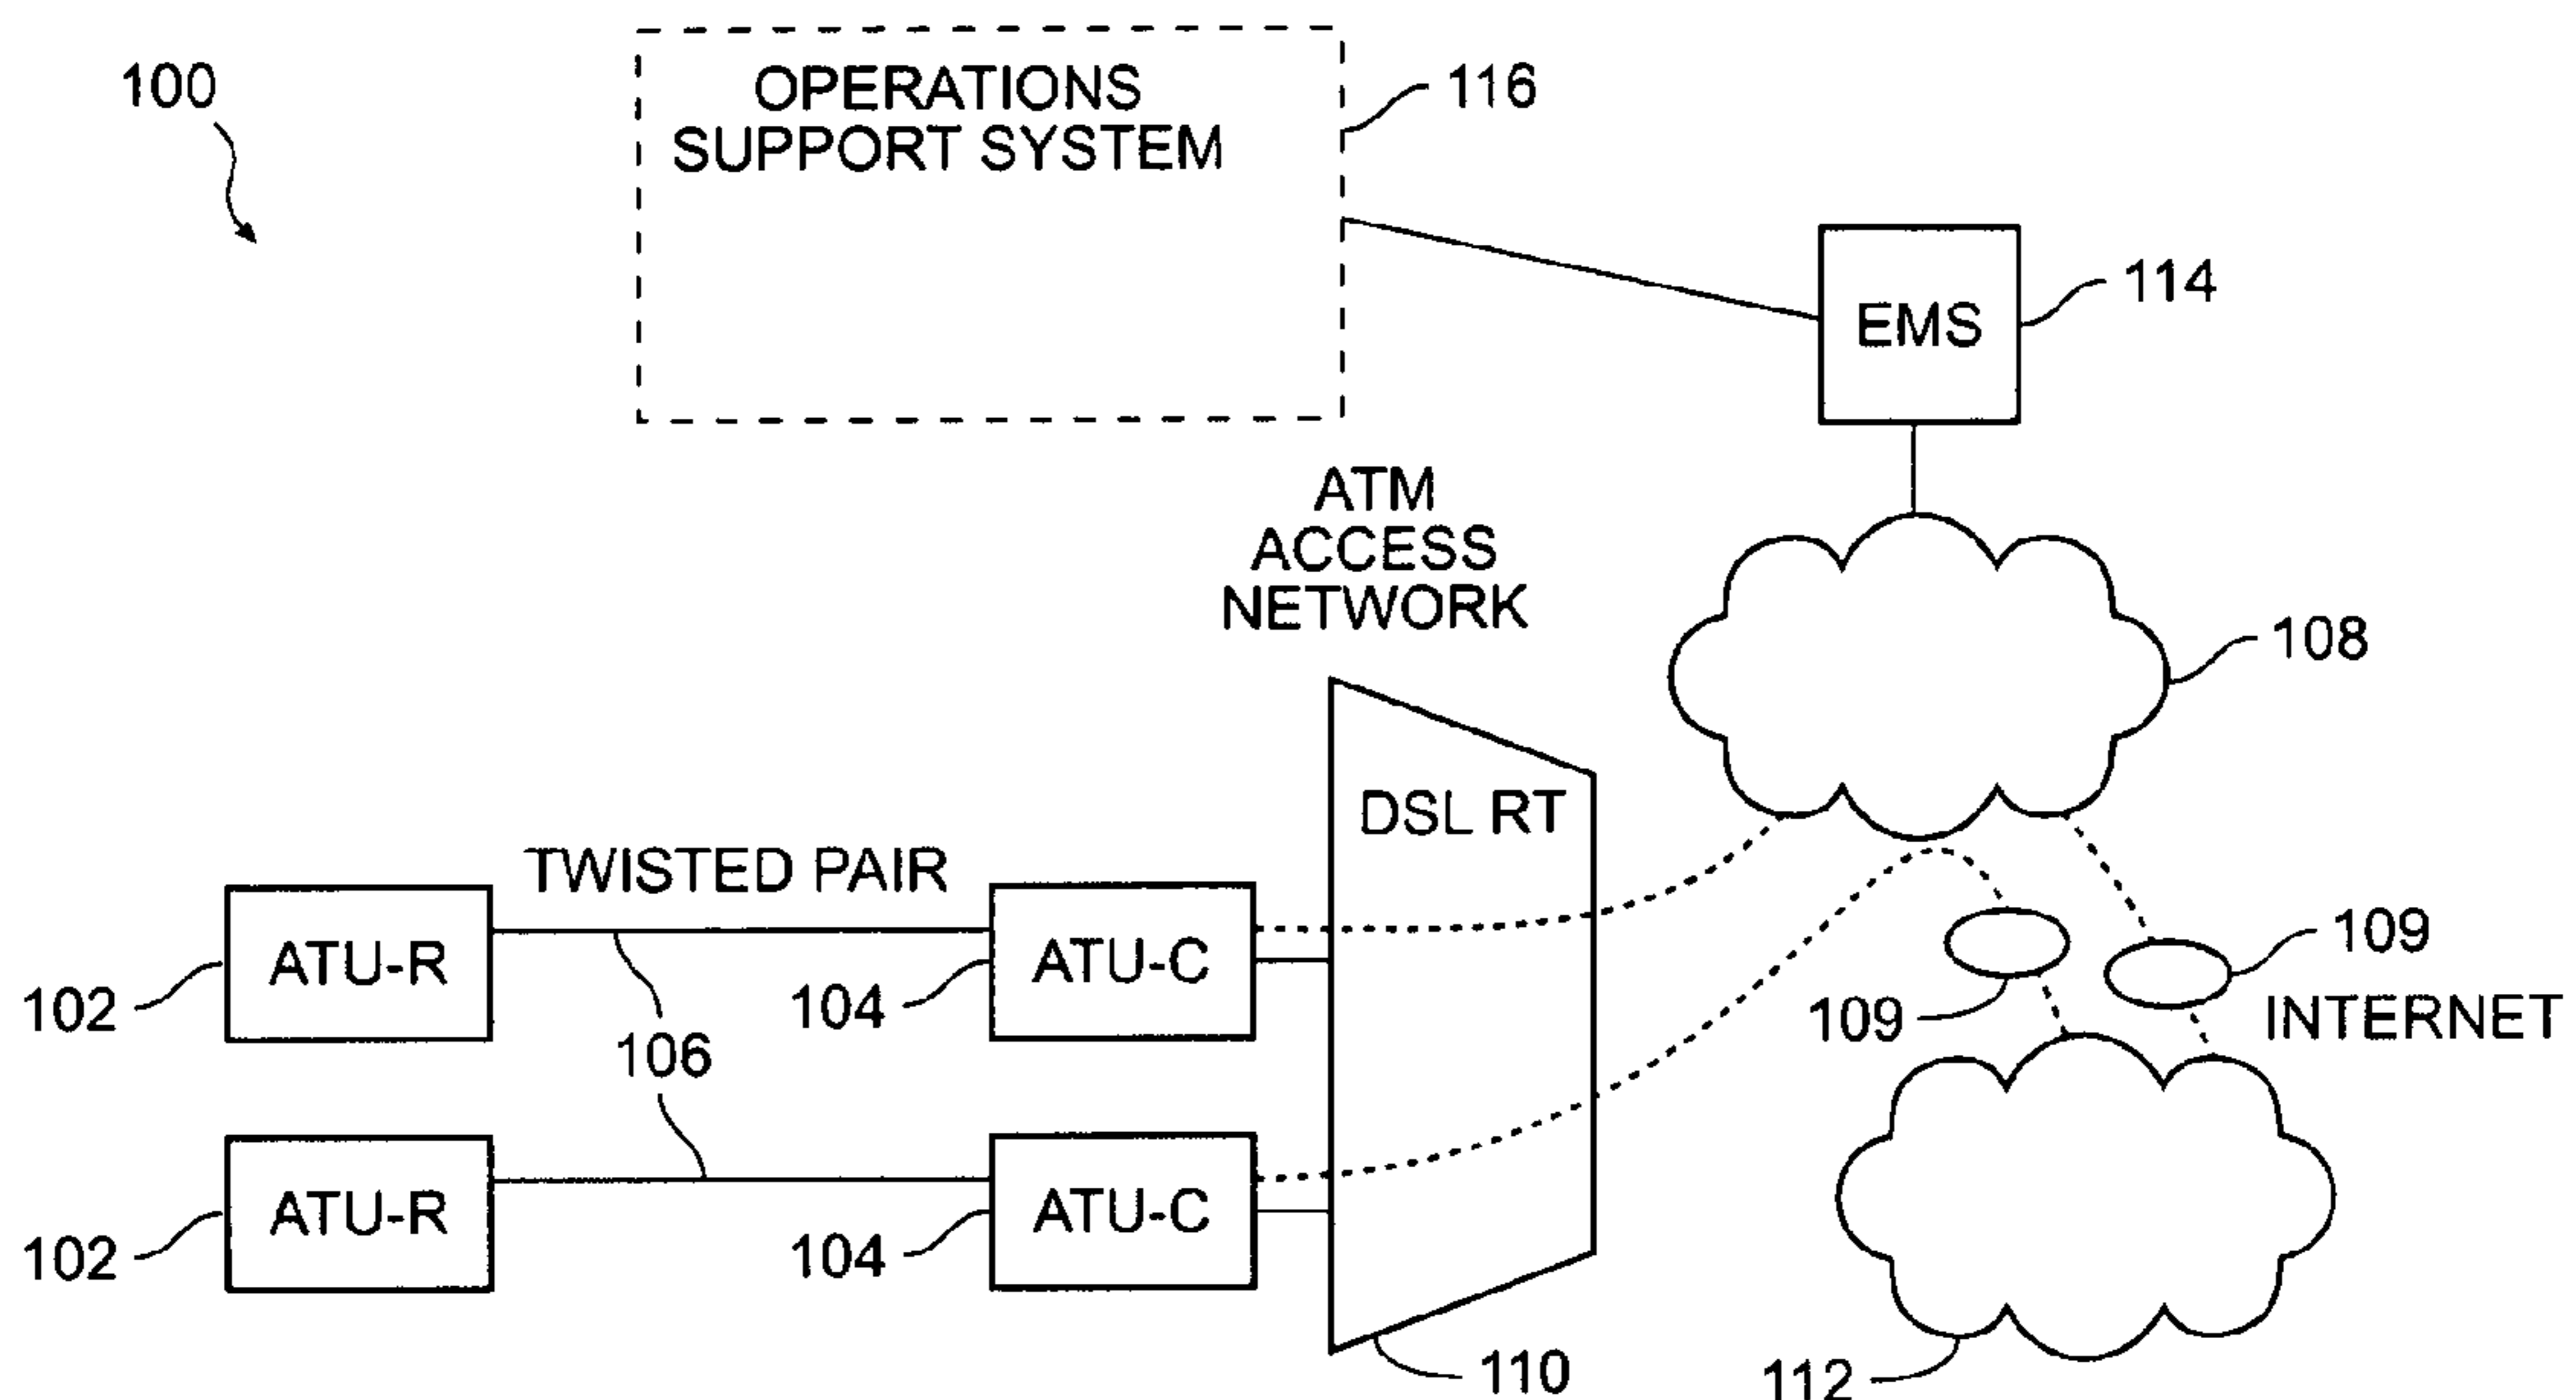 100
OPERATIONS
SUPPORT SYSTEM
116
EMS
114
ATM
ACCESS
NETWORK
108
DSL RT
TWISTED PAIR
ATU-R
102
106
ATU-C
104
109
109
INTERNET
ATU-R
102
ATU-C
104
110
112